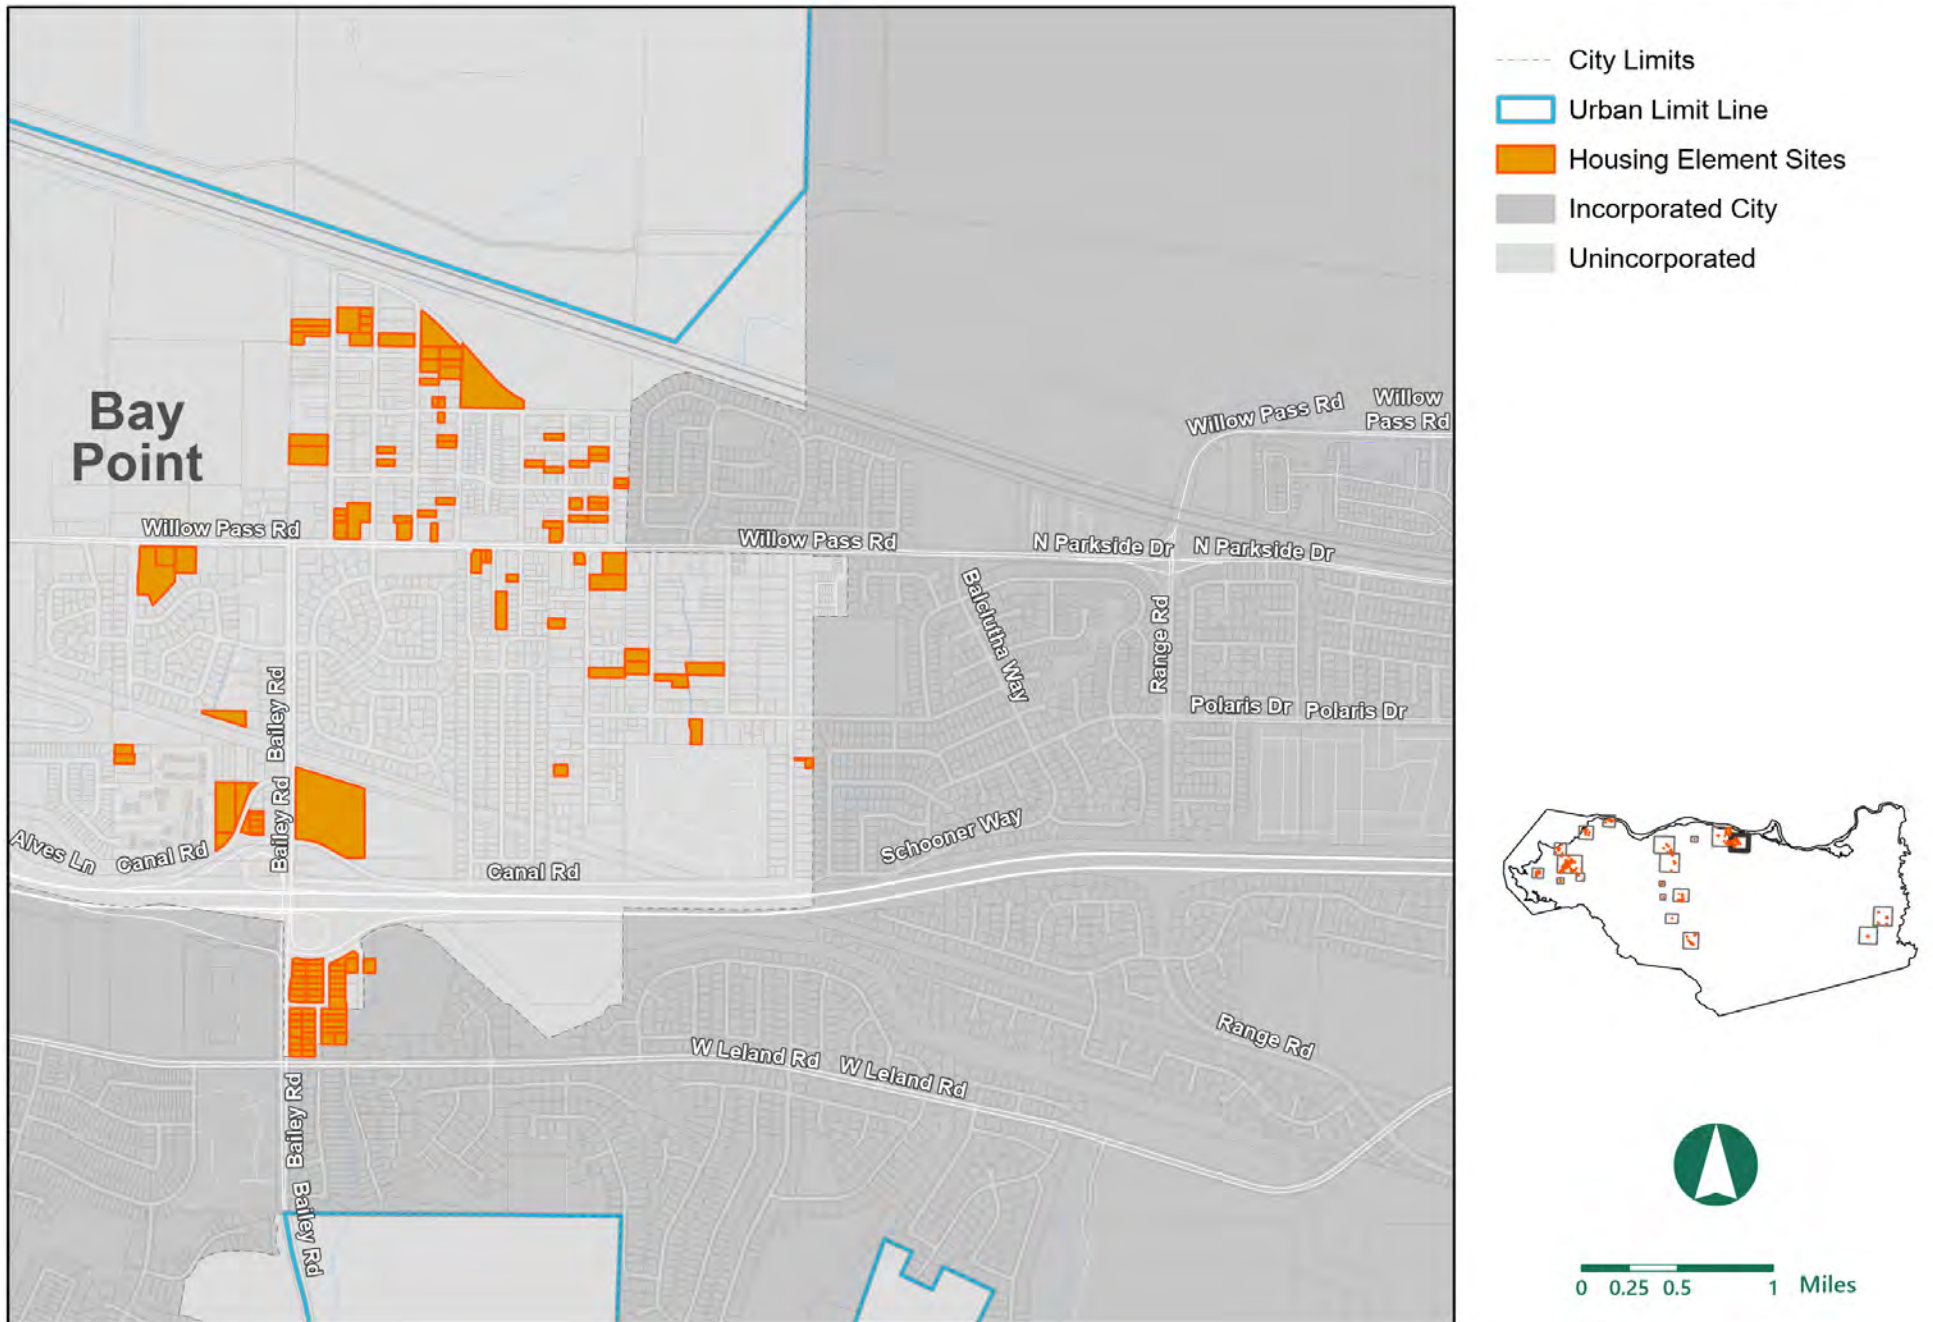 City Limits
Urban Limit Line
Housing Element Sites
Incorporated City
Unincorporated
Bay
Point
Willow Pass Rd
Willow
Pass Rd
Willow Pass Rd
Willow Pass Rd
N Parkside Dr
N Parkside Dr
Balclutha Way
Range Rd
Bailey Rd
Polaris Dr
Polaris Dr
Bailey Rd
Alves Ln
Canal Rd
Schooner Way
Canal Rd
Range Rd
W Leland Rd
W Leland Rd
Bailey Rd
Bailey Rd
0 0.25 0.5 1 Miles